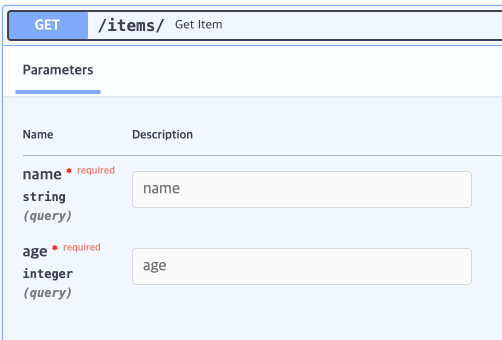 GET /items/ Get Item
Parameters
Name Description
name * required name
string
(query)
age * required age
integer
(query)